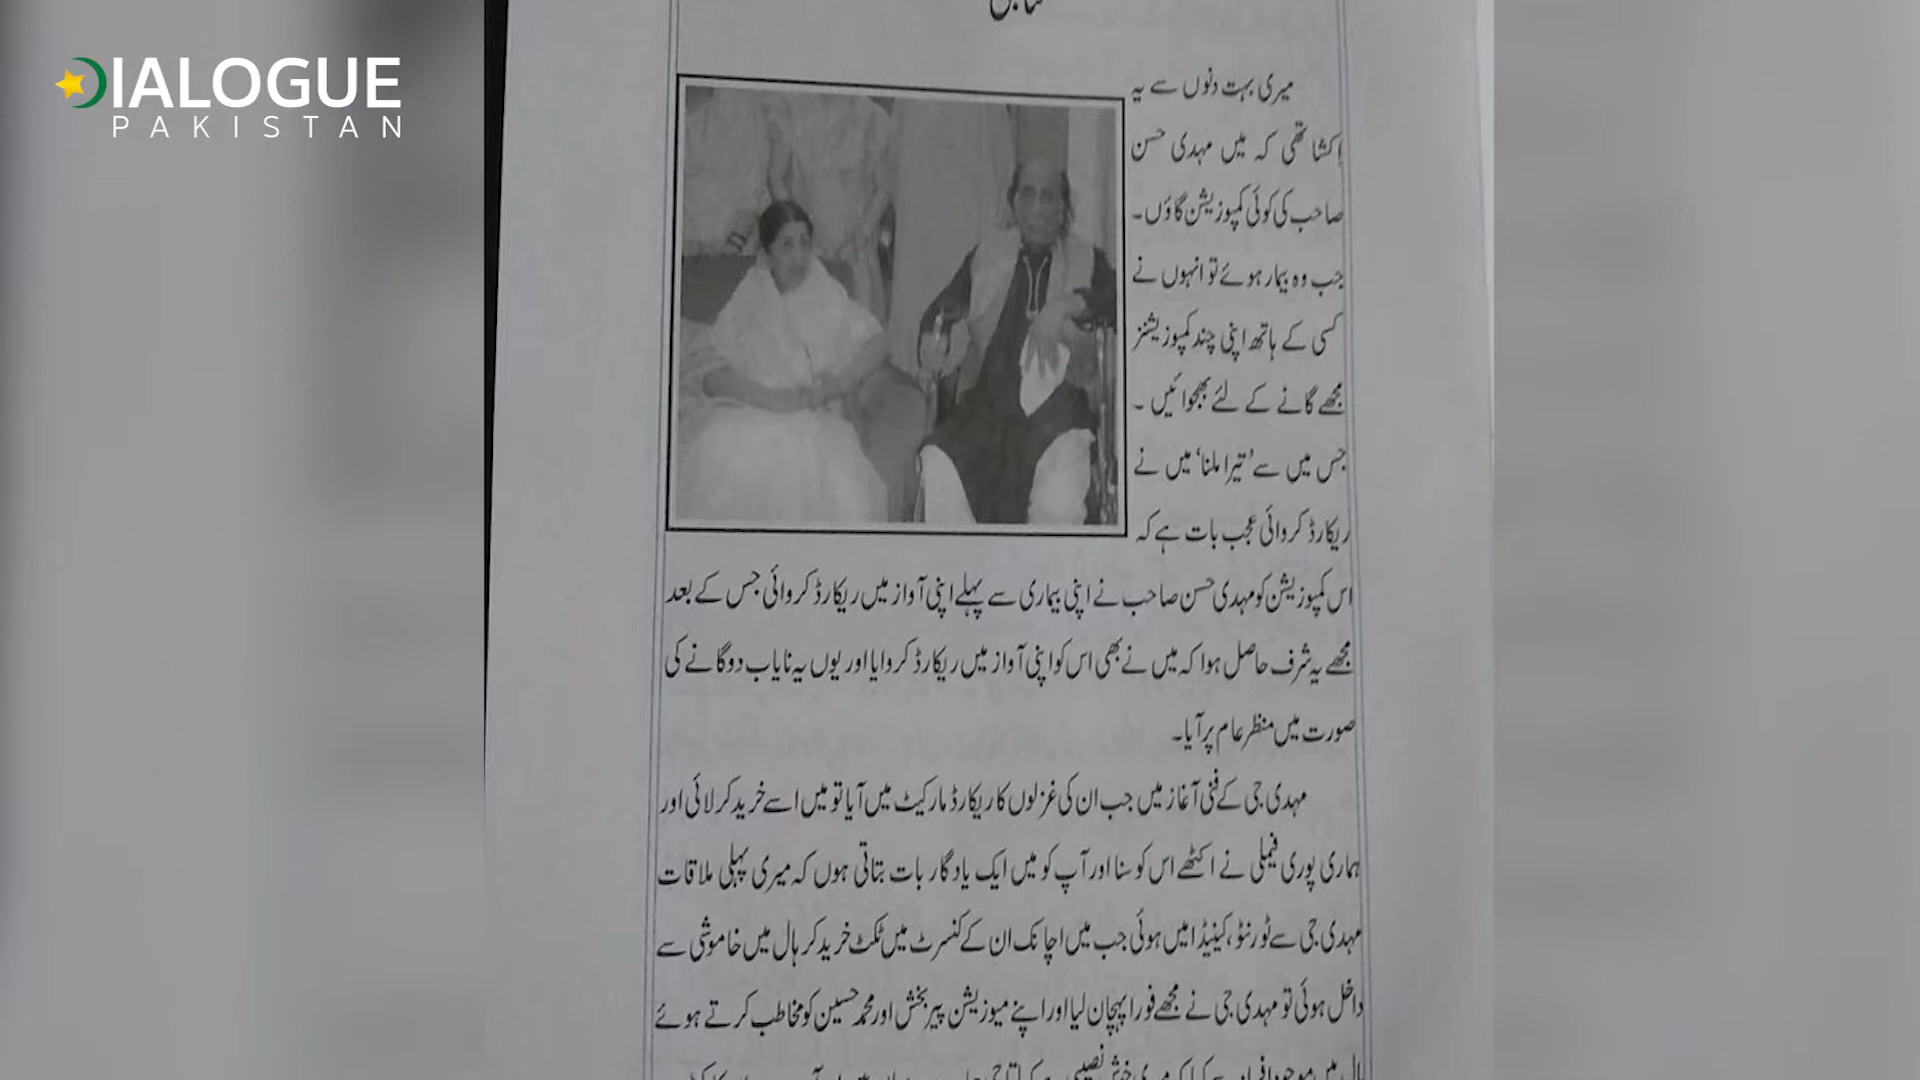 DIALOGUE
PAKISTAN
میری بہت دنوں سے یہ
اِکشا تھی کہ میں مہدی حسن
صاحب کی کوئی کمپوزیشن گاؤں۔
جب وہ بیمار ہوئے تو انہوں نے
کسی کے ہاتھ اپنی چند کمپوزیشنز
مجھے گانے کے لئے بھجوائیں ۔
جس میں سے ’تیرا ملنا‘ میں نے
ریکارڈ کروائی عجب بات ہے کہ
اس کمپوزیشن کو مہدی حسن صاحب نے اپنی بیماری سے پہلے اپنی آواز میں ریکارڈ کروائی جس کے بعد
مجھے یہ شرف حاصل ہوا کہ میں نے بھی اس کو اپنی آواز میں ریکارڈ کروایا اور یوں یہ نایاب دوگانے کی
صورت میں منظر عام پر آیا۔
مہدی جی کے فنی آغاز میں جب ان کی غزلوں کا ریکارڈ مارکیٹ میں آیا تو میں اسے خرید کر لائی اور
ہماری پوری فیملی نے اکٹھے اس کو سنا اور آپ کو میں ایک یادگار بات بتاتی ہوں کہ میری پہلی ملاقات
مہدی جی سے ٹورنٹو، کینیڈا میں ہوئی جب میں اچانک ان کے کنسرٹ میں ٹکٹ خرید کر ہال میں خاموشی سے
داخل ہوئی تو مہدی جی نے مجھے فوراً پہچان لیا اور اپنے میوزیشن پیر بخش اور محمد حسین کو مخاطب کرتے ہوئے